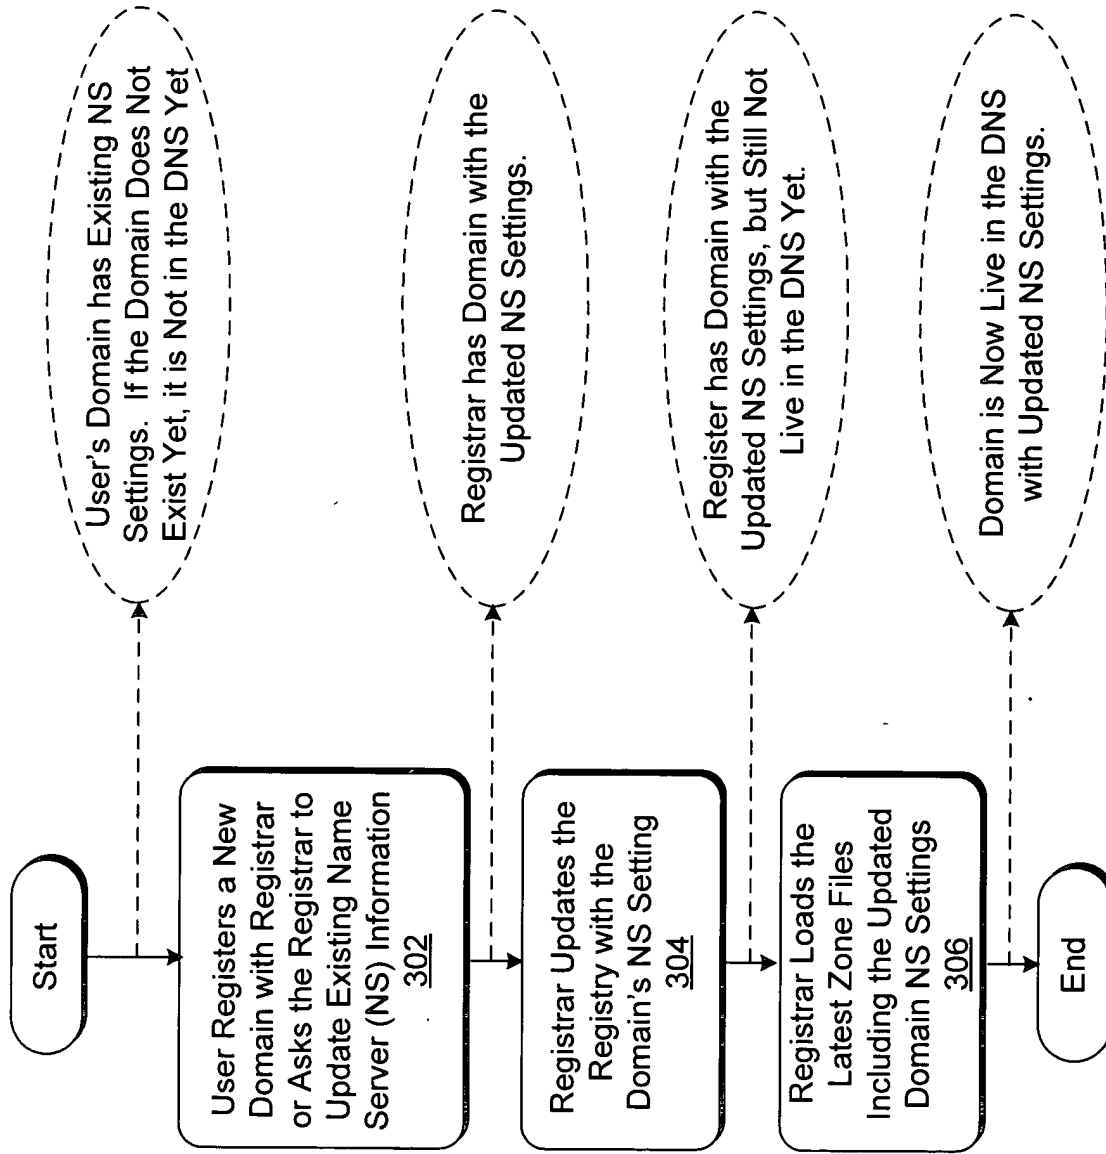 Start
User's Domain has Existing NS
Settings. If the Domain Does Not
Exist Yet, it is Not in the DNS Yet
User Registers a New
Domain with Registrar
or Asks the Registrar to
Update Existing Name
Server (NS) Information
302
Registrar has Domain with the
Updated NS Settings.
Registrar Updates the
Registry with the
Domain's NS Setting
304
Register has Domain with the
Updated NS Settings, but Still Not
Live in the DNS Yet.
Registrar Loads the
Latest Zone Files
Including the Updated
Domain NS Settings
306
Domain is Now Live in the DNS
with Updated NS Settings.
End